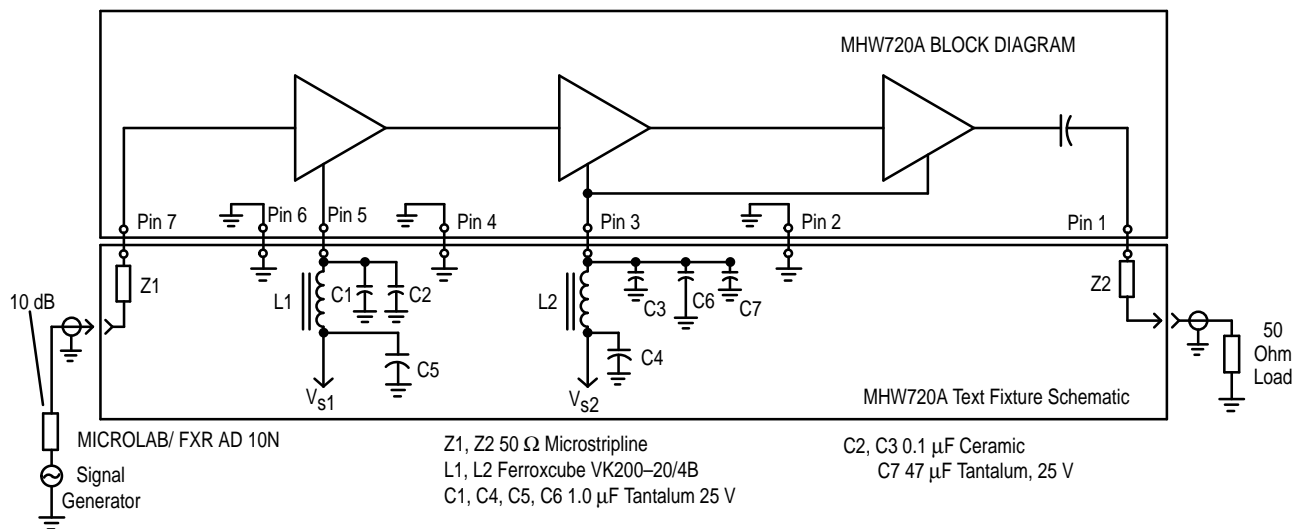 MHW720A BLOCK DIAGRAM
Pin 7
Pin 6
Pin 5
Pin 4
Pin 3
Pin 2
Pin 1
Z1
L1
C1
C2
C5
Vs1
L2
C3
C6
C7
C4
Vs2
Z2
10 dB
50
Ohm
Load
MHW720A Text Fixture Schematic
MICROLAB/ FXR AD 10N
Signal
Generator
Z1, Z2 50 Ω Microstripline
L1, L2 Ferroxcube VK200–20/4B
C1, C4, C5, C6 1.0 μF Tantalum 25 V
C2, C3 0.1 μF Ceramic
C7 47 μF Tantalum, 25 V